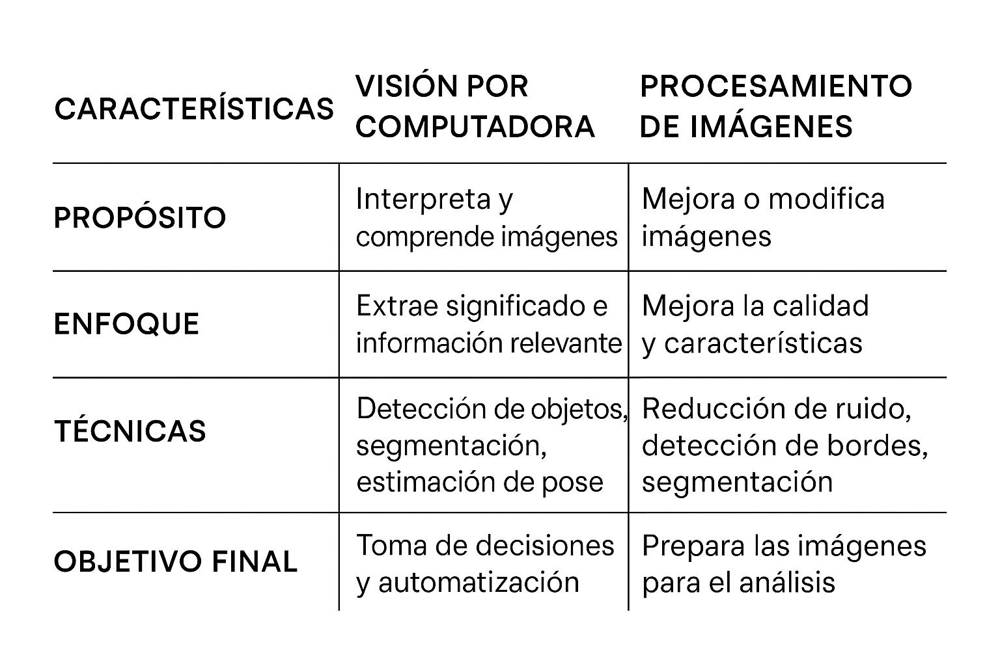 CARACTERÍSTICAS
VISIÓN POR
COMPUTADORA
PROCESAMIENTO
DE IMÁGENES
PROPÓSITO
Interpreta y
comprende imágenes
Mejora o modifica
imágenes
ENFOQUE
Extrae significado e
información relevante
Mejora la calidad
y características
TÉCNICAS
Detección de objetos,
segmentación,
estimación de pose
Reducción de ruido,
detección de bordes,
segmentación
OBJETIVO FINAL
Toma de decisiones
y automatización
Prepara las imágenes
para el análisis